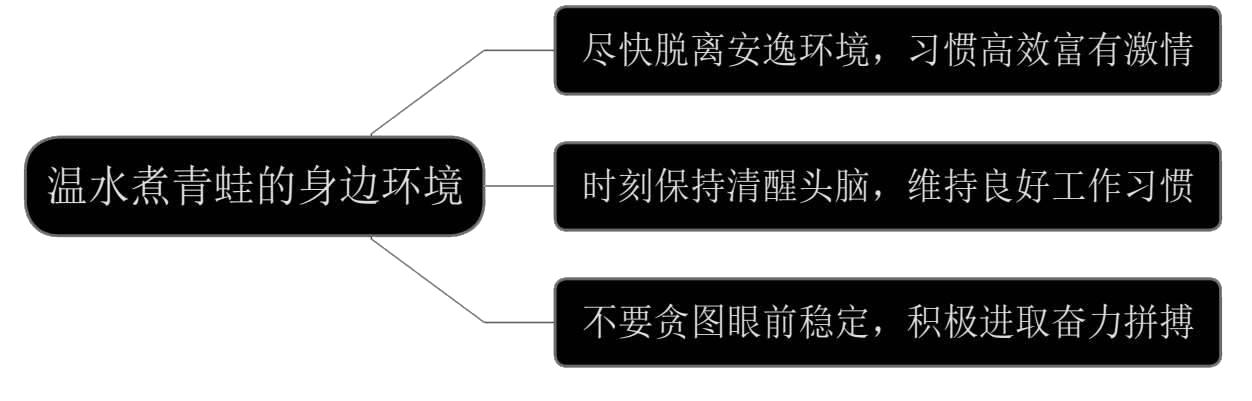 温水煮青蛙的身边环境
尽快脱离安逸环境，习惯高效富有激情
时刻保持清醒头脑，维持良好工作习惯
不要贪图眼前稳定，积极进取奋力拼搏